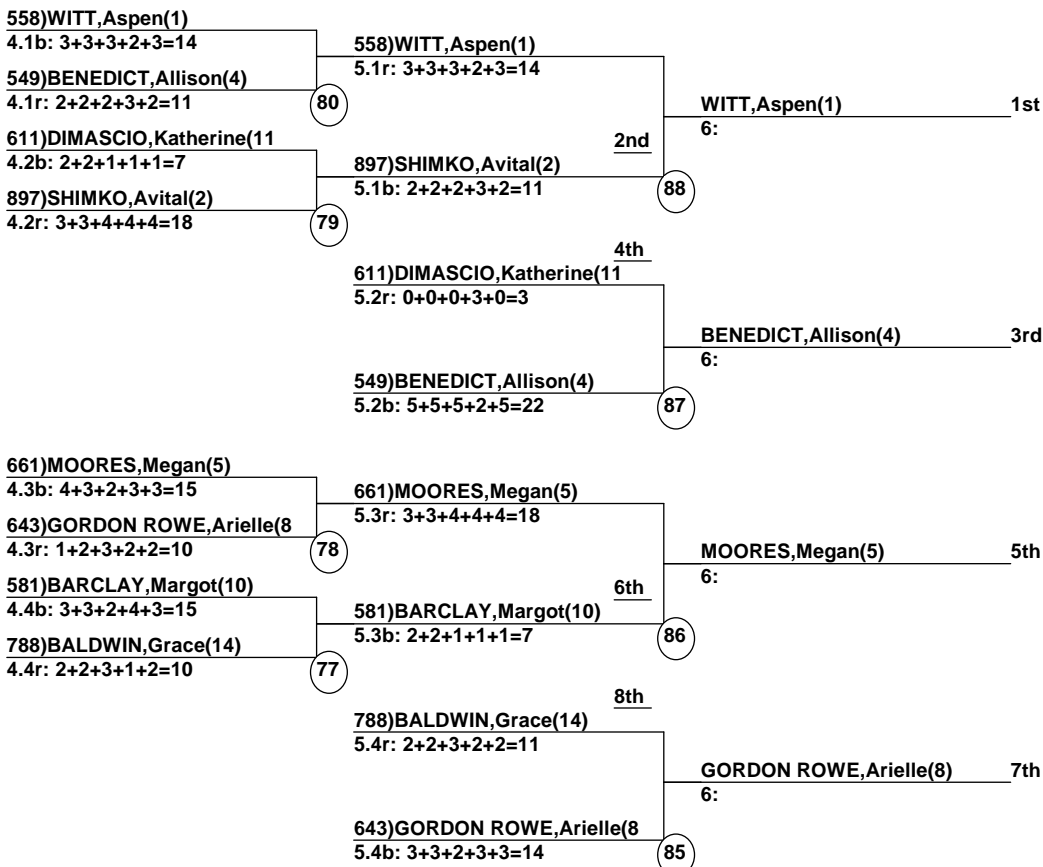 558)WITT,Aspen(1)
4.1b: 3+3+3+2+3=14
549)BENEDICT,Allison(4)
4.1r: 2+2+2+3+2=11
80
611)DIMASCIO,Katherine(11
4.2b: 2+2+1+1+1=7
897)SHIMKO,Avital(2)
4.2r: 3+3+4+4+4=18
79
558)WITT,Aspen(1)
5.1r: 3+3+3+2+3=14
2nd
897)SHIMKO,Avital(2)
5.1b: 2+2+2+3+2=11
88
WITT,Aspen(1)
1st
6:
4th
611)DIMASCIO,Katherine(11
5.2r: 0+0+0+3+0=3
549)BENEDICT,Allison(4)
5.2b: 5+5+5+2+5=22
87
BENEDICT,Allison(4)
3rd
6:
661)MOORES,Megan(5)
4.3b: 4+3+2+3+3=15
643)GORDON ROWE,Arielle(8
4.3r: 1+2+3+2+2=10
78
581)BARCLAY,Margot(10)
4.4b: 3+3+2+4+3=15
788)BALDWIN,Grace(14)
4.4r: 2+2+3+1+2=10
77
661)MOORES,Megan(5)
5.3r: 3+3+4+4+4=18
6th
581)BARCLAY,Margot(10)
5.3b: 2+2+1+1+1=7
86
MOORES,Megan(5)
5th
6:
8th
788)BALDWIN,Grace(14)
5.4r: 2+2+3+2+2=11
643)GORDON ROWE,Arielle(8
5.4b: 3+3+2+3+3=14
85
GORDON ROWE,Arielle(8)
7th
6: